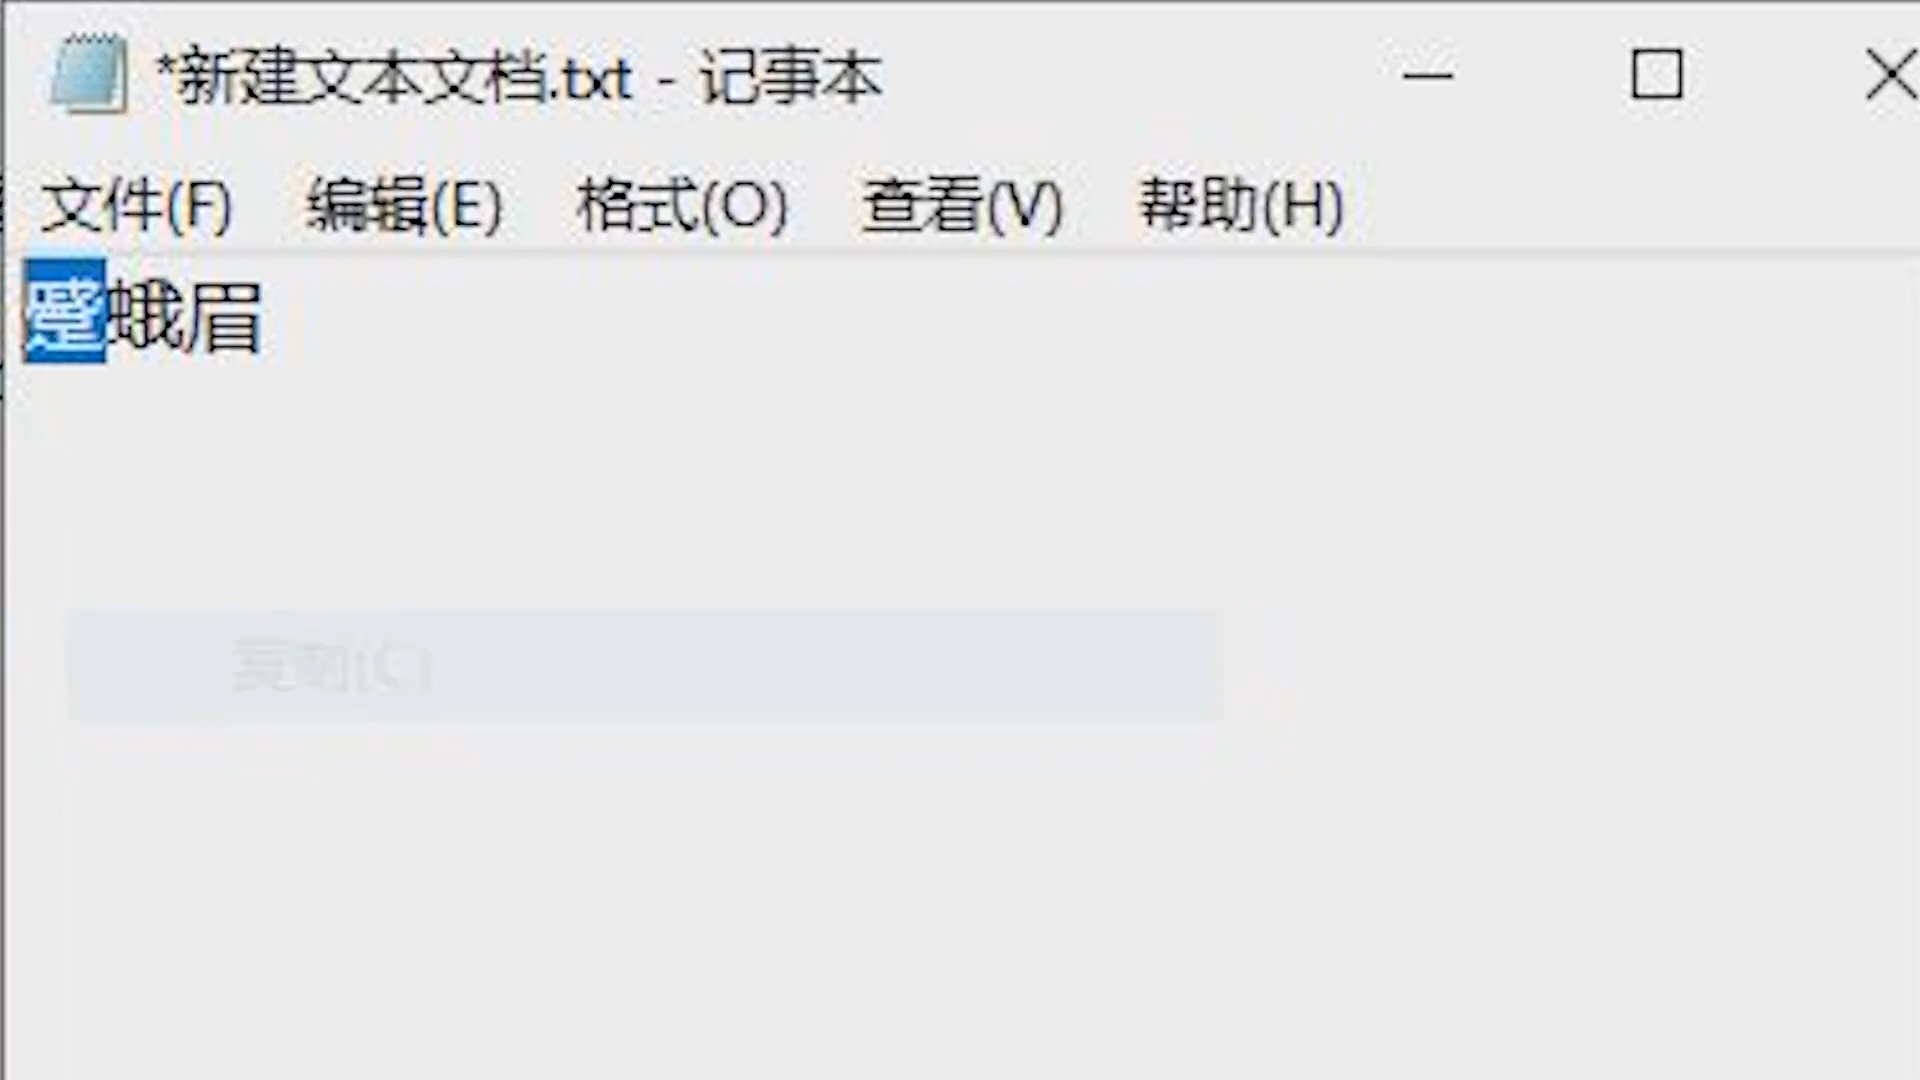 *新建文本文档.txt - 记事本
文件(F) 编辑(E) 格式(O) 查看(V) 帮助(H)
蹙蛾眉